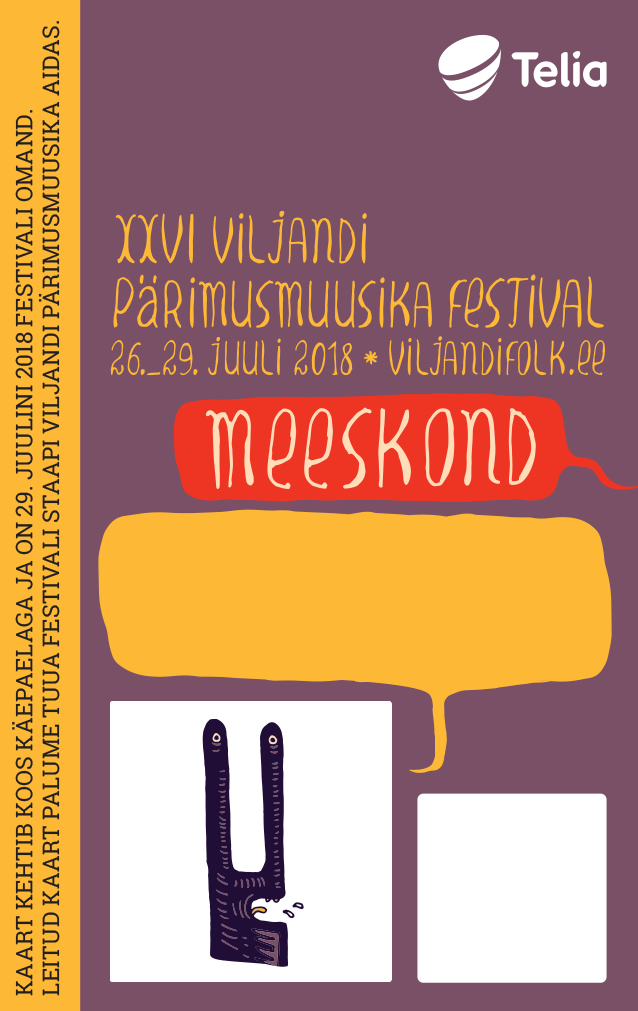 Telia
XXVI VILJANDI
PÄRIMUSMUUSIKA FESTIVAL
26._29. JUULI 2018 * VILJANDIFOLK.EE
MEESKOND
KAART KEHTIB KOOS KÄEPAELAGA JA ON 29. JUULINI 2018 FESTIVALI OMAND.
LEITUD KAART PALUME TUUA FESTIVALI STAAPI VILJANDI PÄRIMUSMUUSIKA AIDAS.